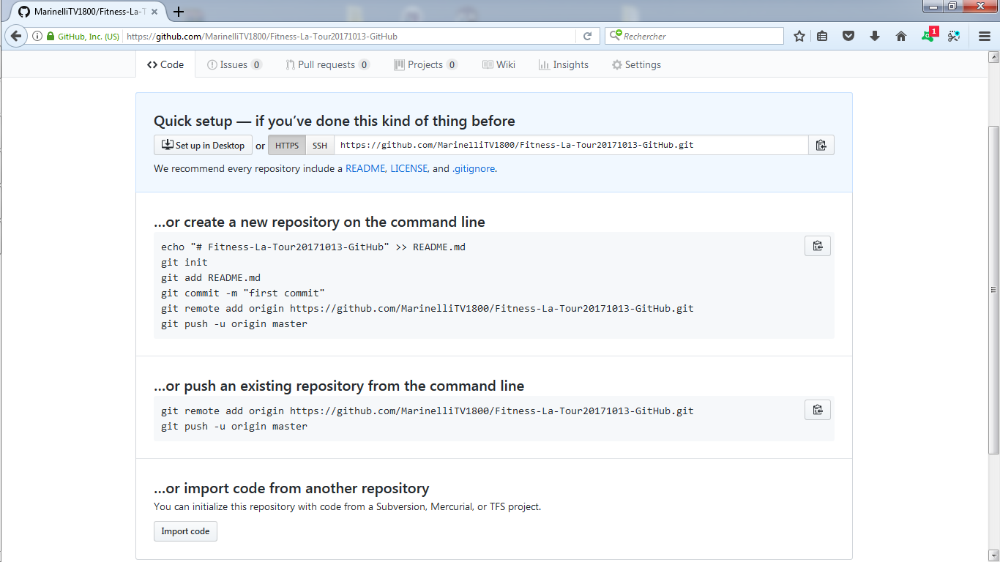 MarinelliTV1800/Fitness-La-T
GitHub, Inc. (US)
https://github.com/MarinelliTV1800/Fitness-La-Tour20171013-GitHub
Rechercher
1
Code
Issues 0
Pull requests 0
Projects 0
Wiki
Insights
Settings
Quick setup — if you’ve done this kind of thing before
Set up in Desktop or HTTPS SSH https://github.com/MarinelliTV1800/Fitness-La-Tour20171013-GitHub.git
We recommend every repository include a README, LICENSE, and .gitignore.
…or create a new repository on the command line
echo "# Fitness-La-Tour20171013-GitHub" >> README.md
git init
git add README.md
git commit -m "first commit"
git remote add origin https://github.com/MarinelliTV1800/Fitness-La-Tour20171013-GitHub.git
git push -u origin master
…or push an existing repository from the command line
git remote add origin https://github.com/MarinelliTV1800/Fitness-La-Tour20171013-GitHub.git
git push -u origin master
…or import code from another repository
You can initialize this repository with code from a Subversion, Mercurial, or TFS project.
Import code